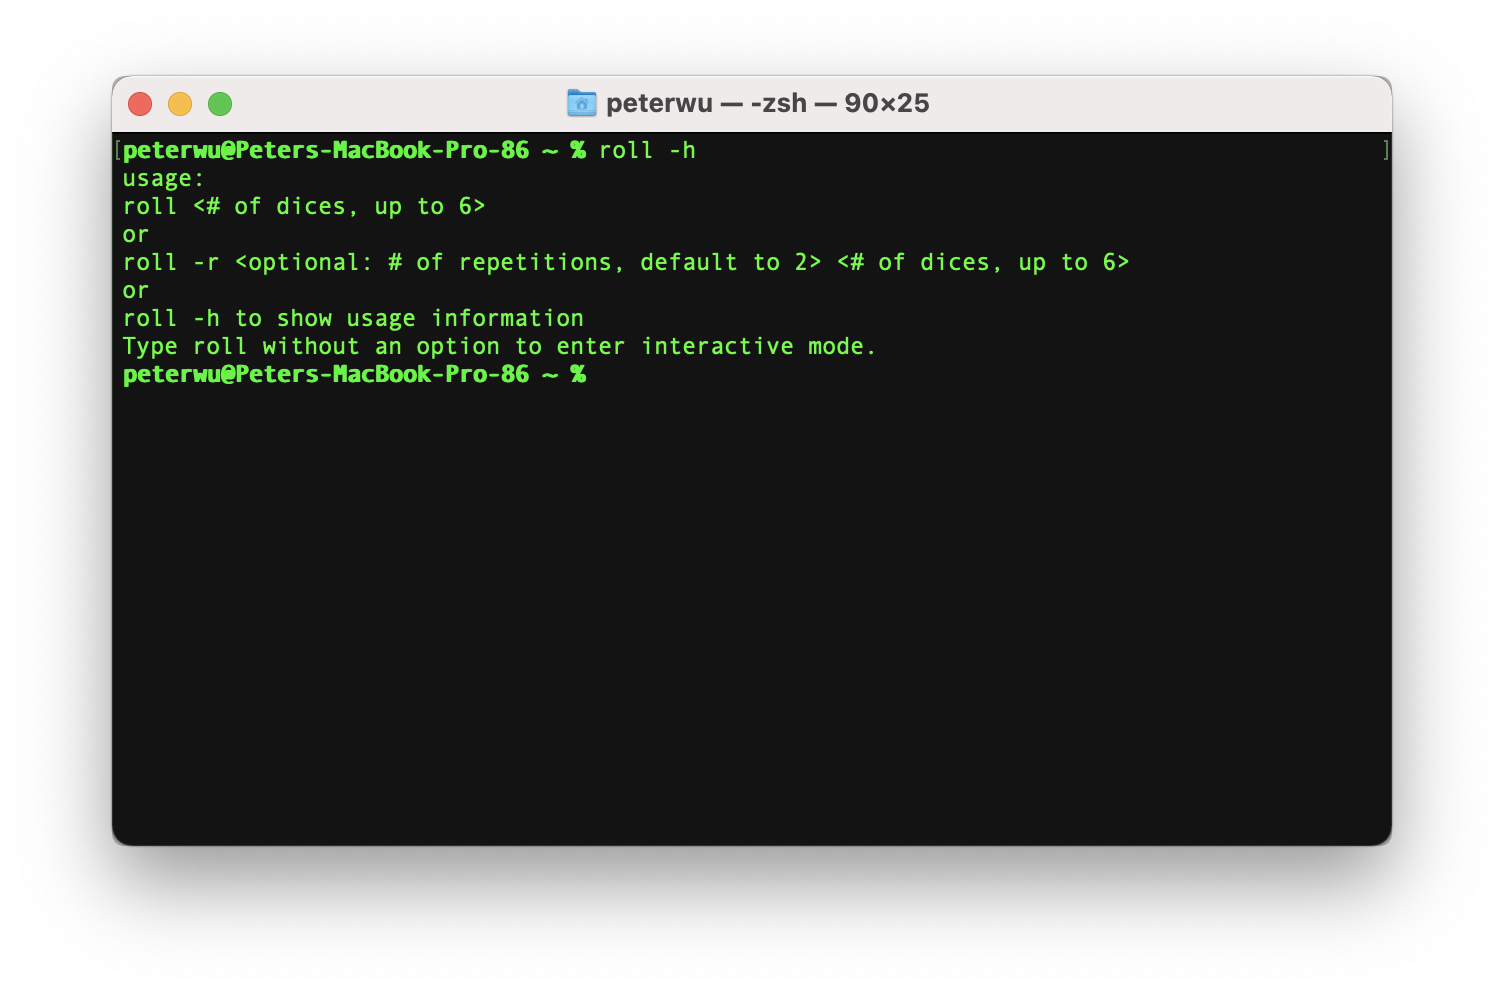 peterwu — -zsh — 90×25
[peterwu@Peters-MacBook-Pro-86 ~ % roll -h ]
usage:
roll <# of dices, up to 6>
or
roll -r <optional: # of repetitions, default to 2> <# of dices, up to 6>
or
roll -h to show usage information
Type roll without an option to enter interactive mode.
peterwu@Peters-MacBook-Pro-86 ~ %